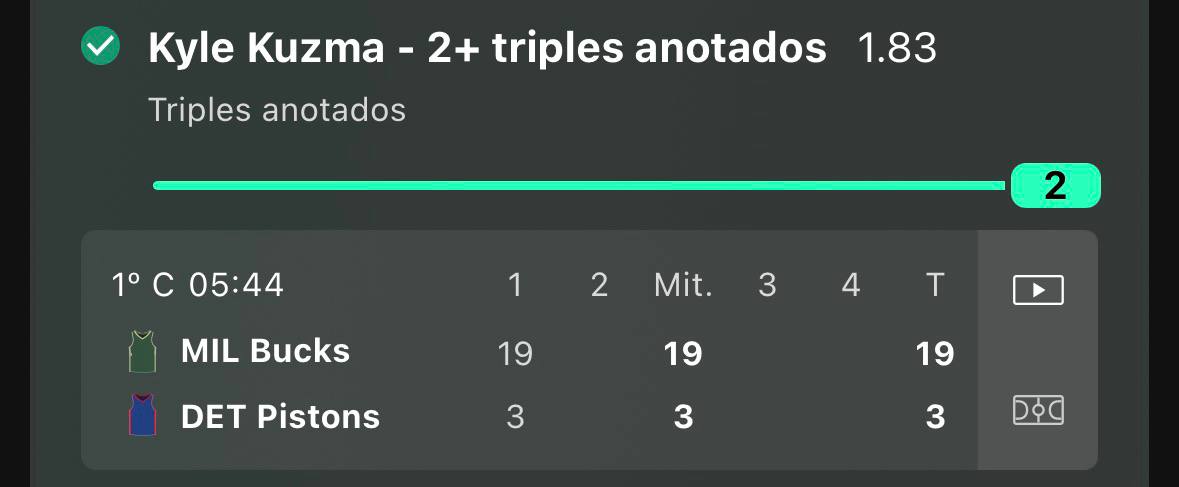 Kyle Kuzma - 2+ triples anotados 1.83
Triples anotados
2
1º C 05:44 1 2 Mit. 3 4 T
MIL Bucks 19 19 19
DET Pistons 3 3 3